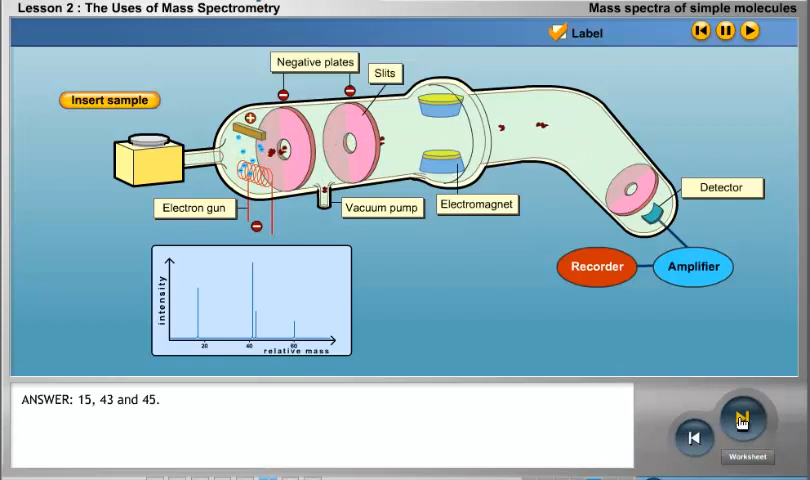 Lesson 2 : The Uses of Mass Spectrometry
Mass spectra of simple molecules
Label
Negative plates
Slits
Insert sample
Detector
Electron gun
Vacuum pump
Electromagnet
Recorder
Amplifier
intensity
20 40 60
relative mass
ANSWER: 15, 43 and 45.
Worksheet